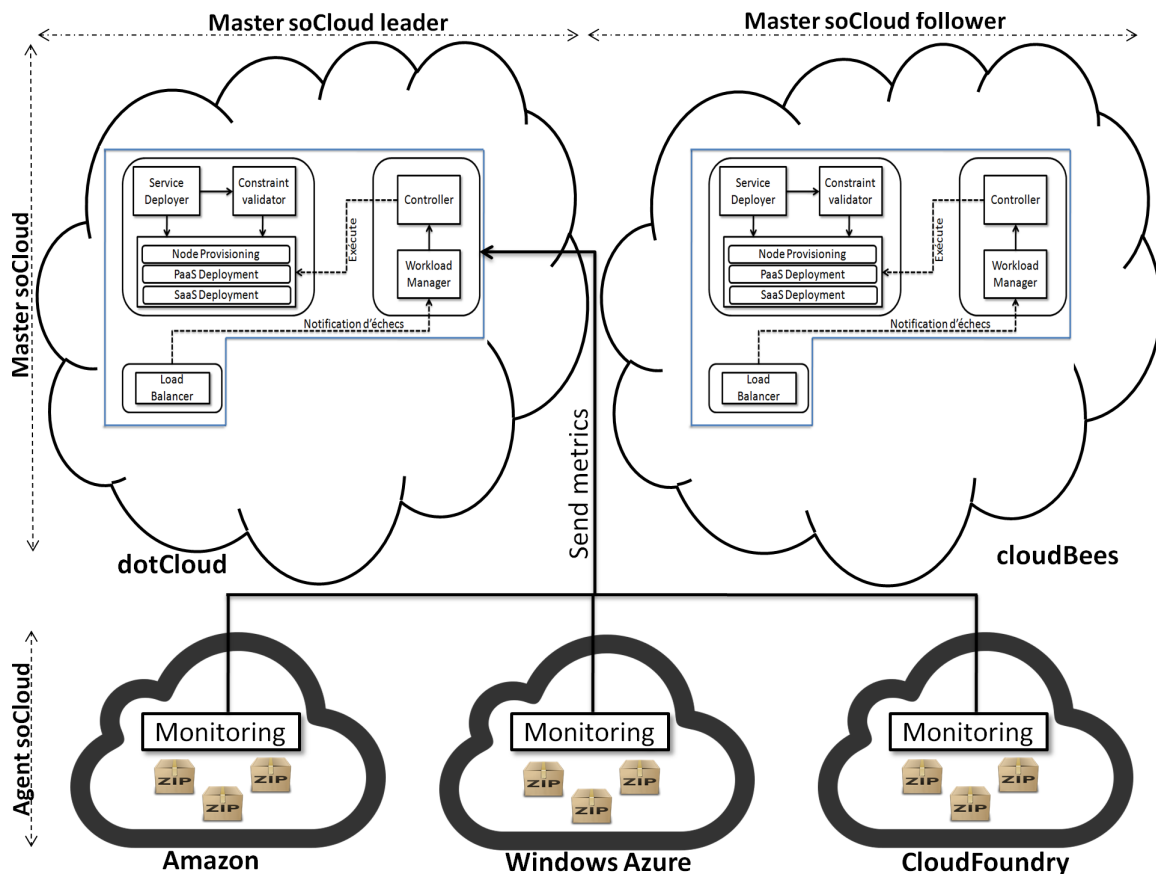 Master soCloud leader
Master soCloud follower
Master soCloud
Service
Deployer
Constraint
validator
Node Provisioning
PaaS Deployment
SaaS Deployment
Execute
Controller
Workload
Manager
Notification d'échecs
Load
Balancer
dotCloud
Service
Deployer
Constraint
validator
Node Provisioning
PaaS Deployment
SaaS Deployment
Execute
Controller
Workload
Manager
Notification d'échecs
Load
Balancer
cloudBees
Send metrics
Agent soCloud
Monitoring
ZIP
ZIP
ZIP
Amazon
Monitoring
ZIP
ZIP
ZIP
Windows Azure
Monitoring
ZIP
ZIP
ZIP
CloudFoundry